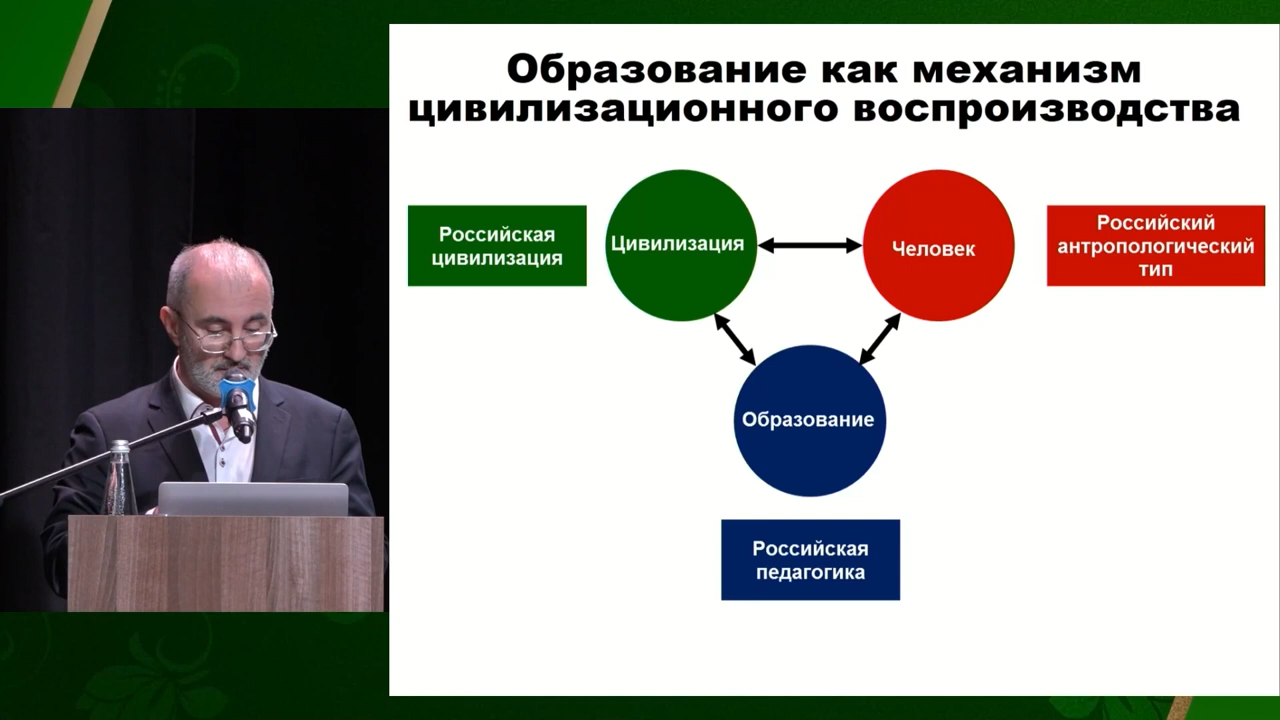 Образование как механизм
цивилизационного воспроизводства
Российская
цивилизация
Цивилизация
Человек
Российский
антропологический
тип
Образование
Российская
педагогика